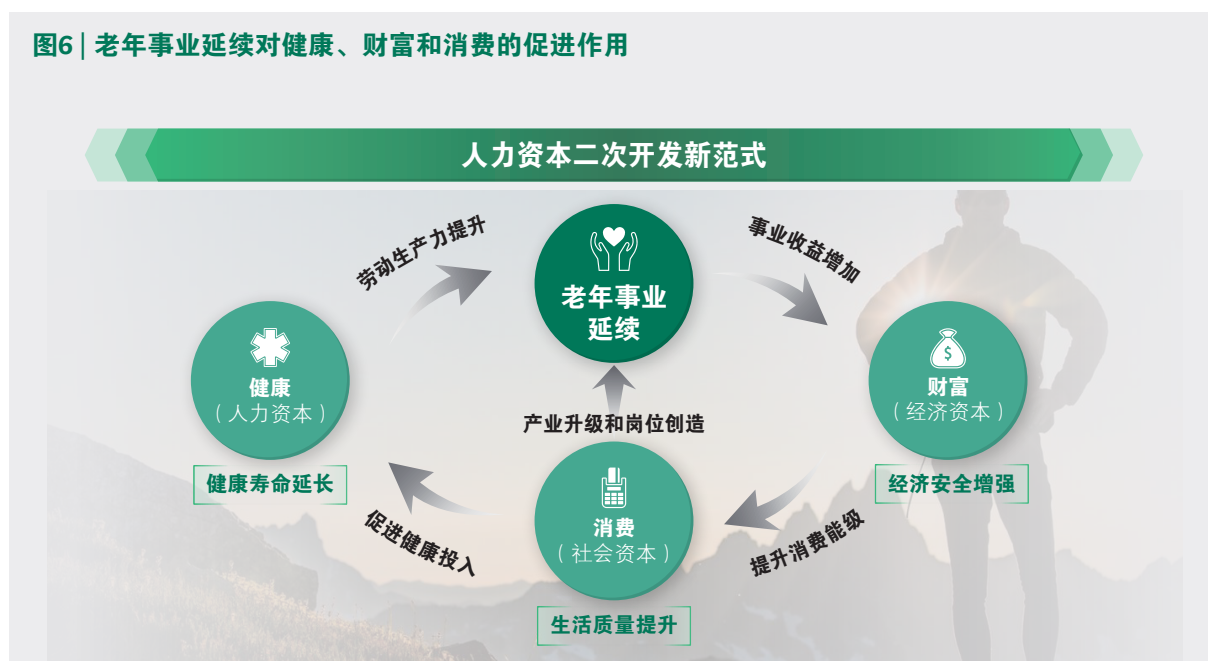 图6 | 老年事业延续对健康、财富和消费的促进作用
人力资本二次开发新范式
劳动生产力提升
老年事业
延续
事业收益增加
健康
（人力资本）
健康寿命延长
$
财富
（经济资本）
经济安全增强
产业升级和岗位创造
消费
（社会资本）
生活质量提升
促进健康投入
提升消费能级